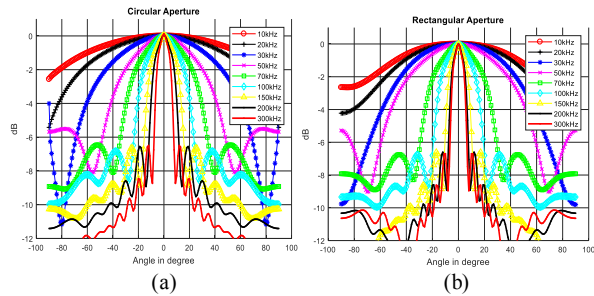 Circular Aperture
0
-2
-4
-6
-8
-10
-12
dB
-100 -80 -60 -40 -20 0 20 40 60 80 100
Angle in degree
10kHz
20kHz
30kHz
50kHz
70kHz
100kHz
150kHz
200kHz
300kHz
(a)
Rectangular Aperture
0
-2
-4
-6
-8
-10
-12
dB
-100 -80 -60 -40 -20 0 20 40 60 80 100
Angle in degree
10kHz
20kHz
30kHz
50kHz
70kHz
100kHz
150kHz
200kHz
300kHz
(b)